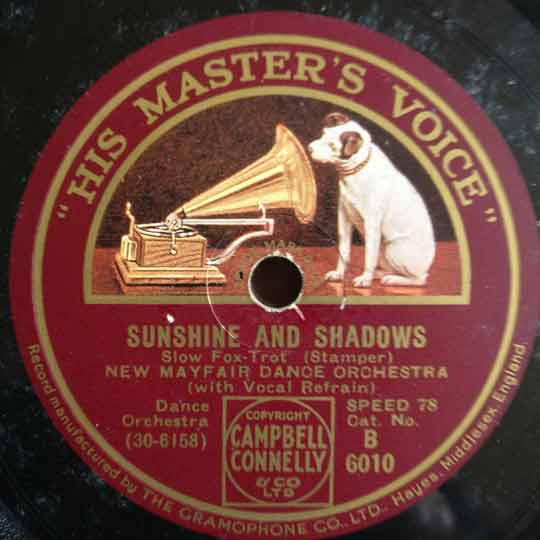 "HIS MASTER'S VOICE"
SUNSHINE AND SHADOWS
Slow Fox-Trot (Stamper)
NEW MAYFAIR DANCE ORCHESTRA
(with Vocal Refrain)
Dance
Orchestra
(30-6158)
COPYRIGHT
CAMPBELL
CONNELLY
& CO
LTD
SPEED 78
Cat. No.
B
6010
Record manufactured by THE GRAMOPHONE CO., LTD., Hayes, Middlesex, England.